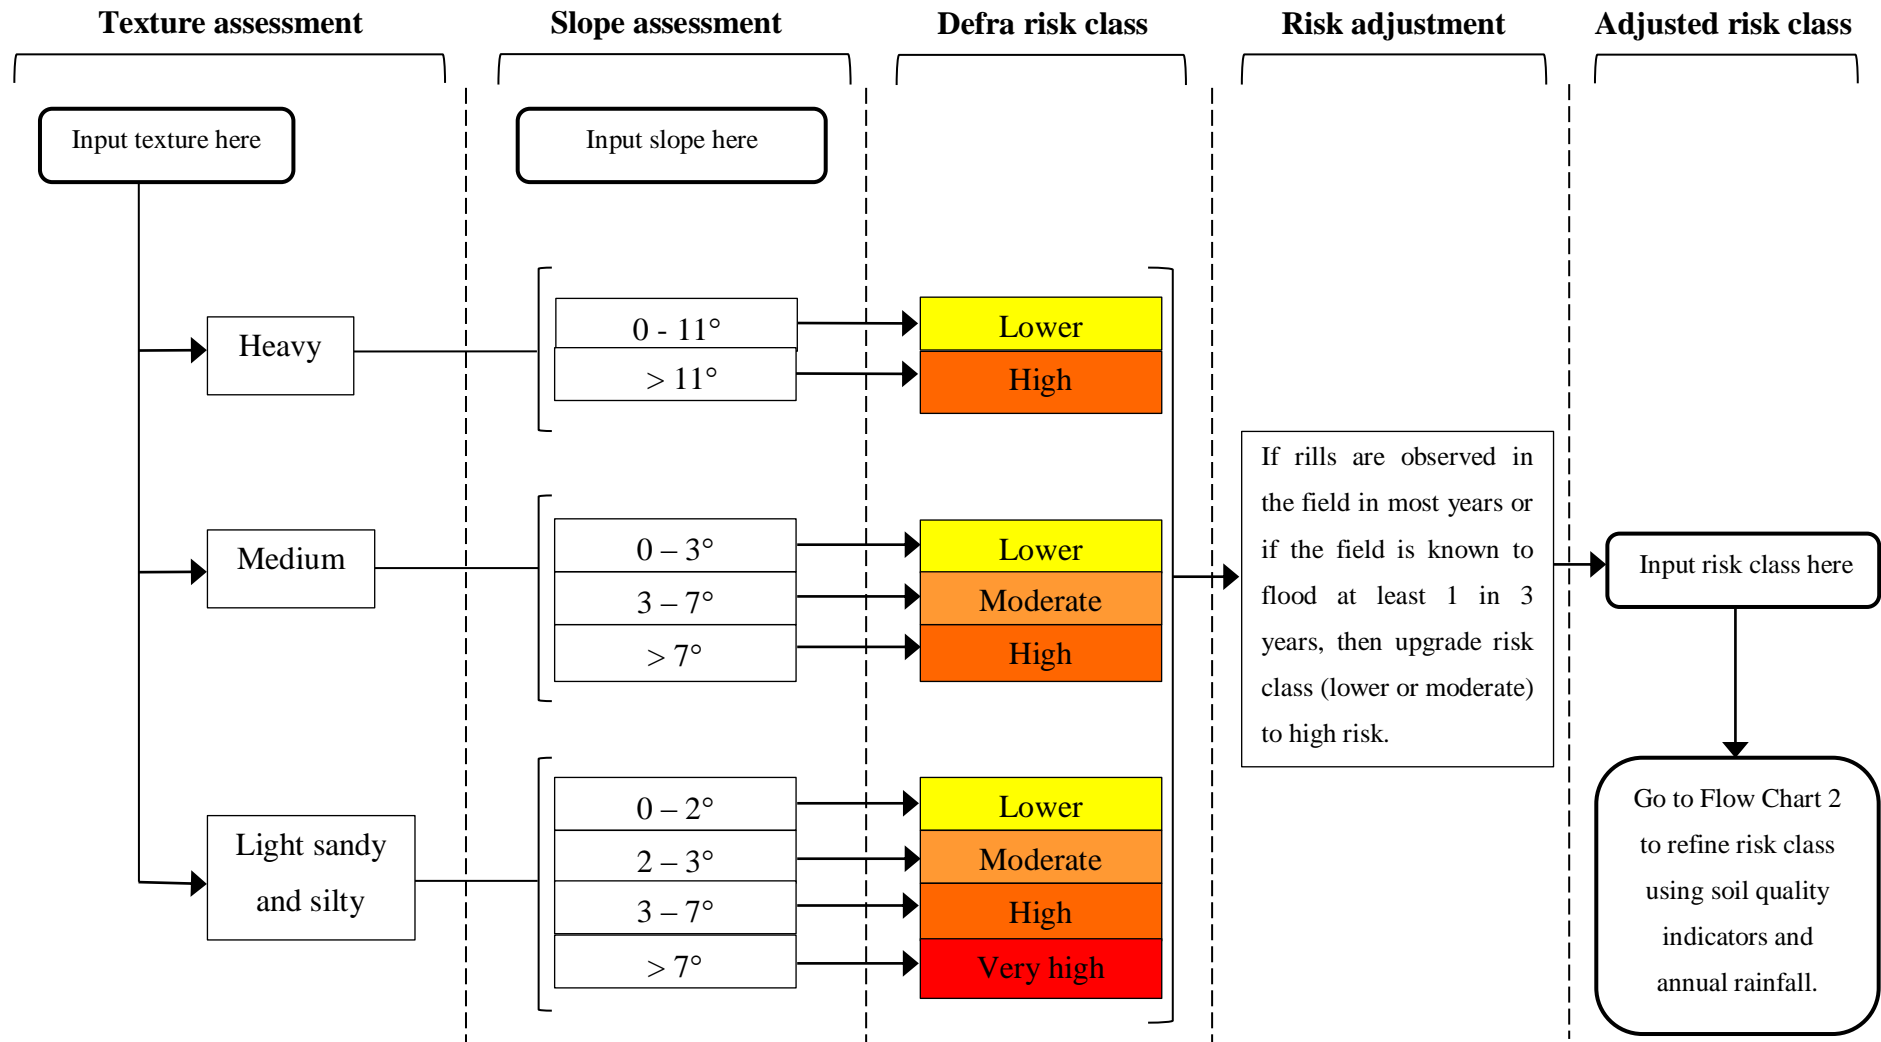 Texture assessment
Slope assessment
Defra risk class
Risk adjustment
Adjusted risk class
Input texture here
Input slope here
Heavy
0 - 11°
Lower
> 11°
High
Medium
0 – 3°
Lower
3 – 7°
Moderate
> 7°
High
Light sandy
and silty
0 – 2°
Lower
2 – 3°
Moderate
3 – 7°
High
> 7°
Very high
If rills are observed in
the field in most years or
if the field is known to
flood at least 1 in 3
years, then upgrade risk
class (lower or moderate)
to high risk.
Input risk class here
Go to Flow Chart 2
to refine risk class
using soil quality
indicators and
annual rainfall.